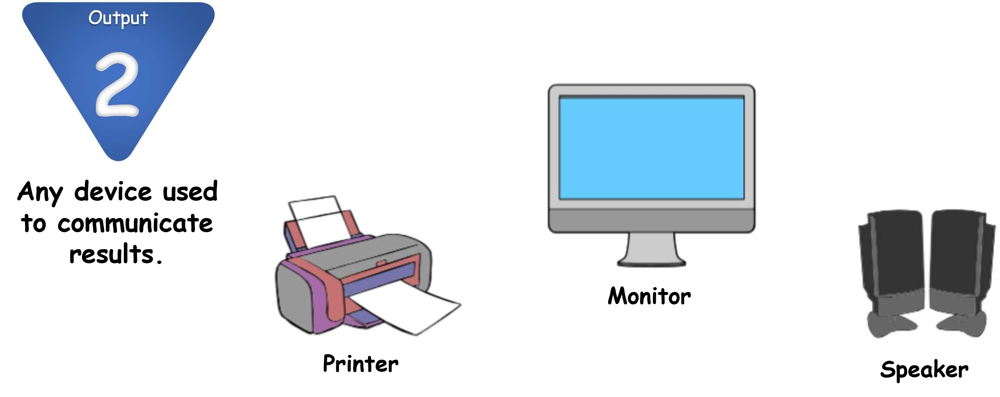 Output
2
Any device used
to communicate
results.
Printer
Monitor
Speaker